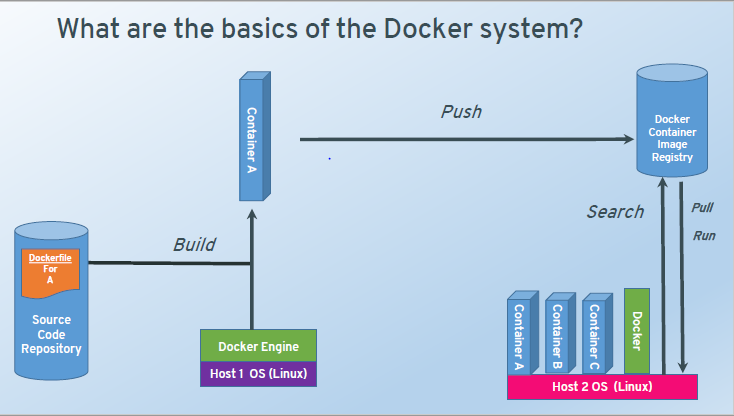 What are the basics of the Docker system?
Container A
Push
Docker
Container
Image
Registry
Search
Pull
Run
Build
Dockerfile
For
A
Source
Code
Repository
Docker Engine
Host 1 OS (Linux)
Container A
Container B
Container C
Docker
Host 2 OS (Linux)